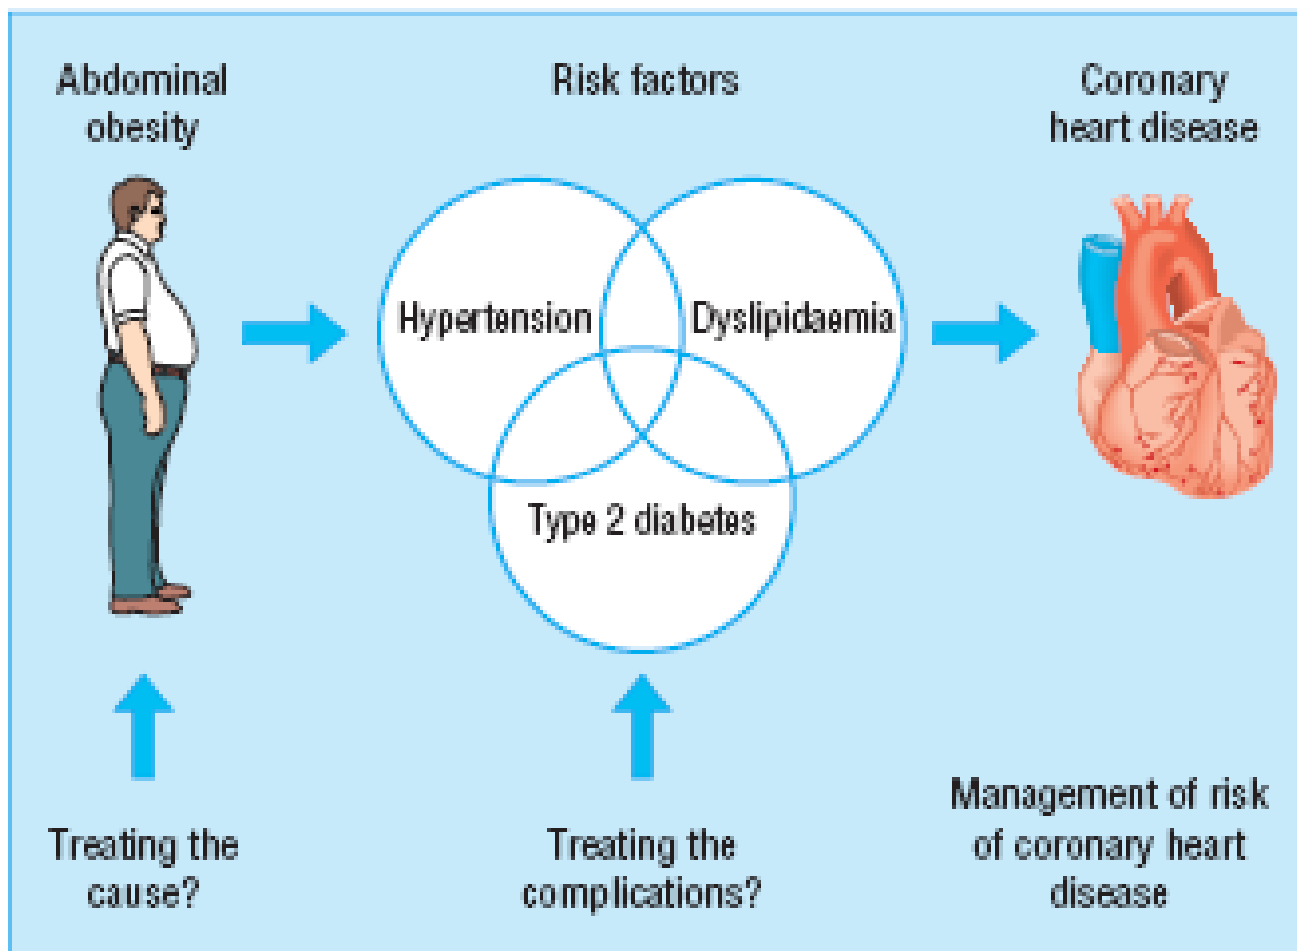 Abdominal
obesity
Risk factors
Coronary
heart disease
Hypertension
Dyslipidaemia
Type 2 diabetes
Treating the
cause?
Treating the
complications?
Management of risk
of coronary heart
disease